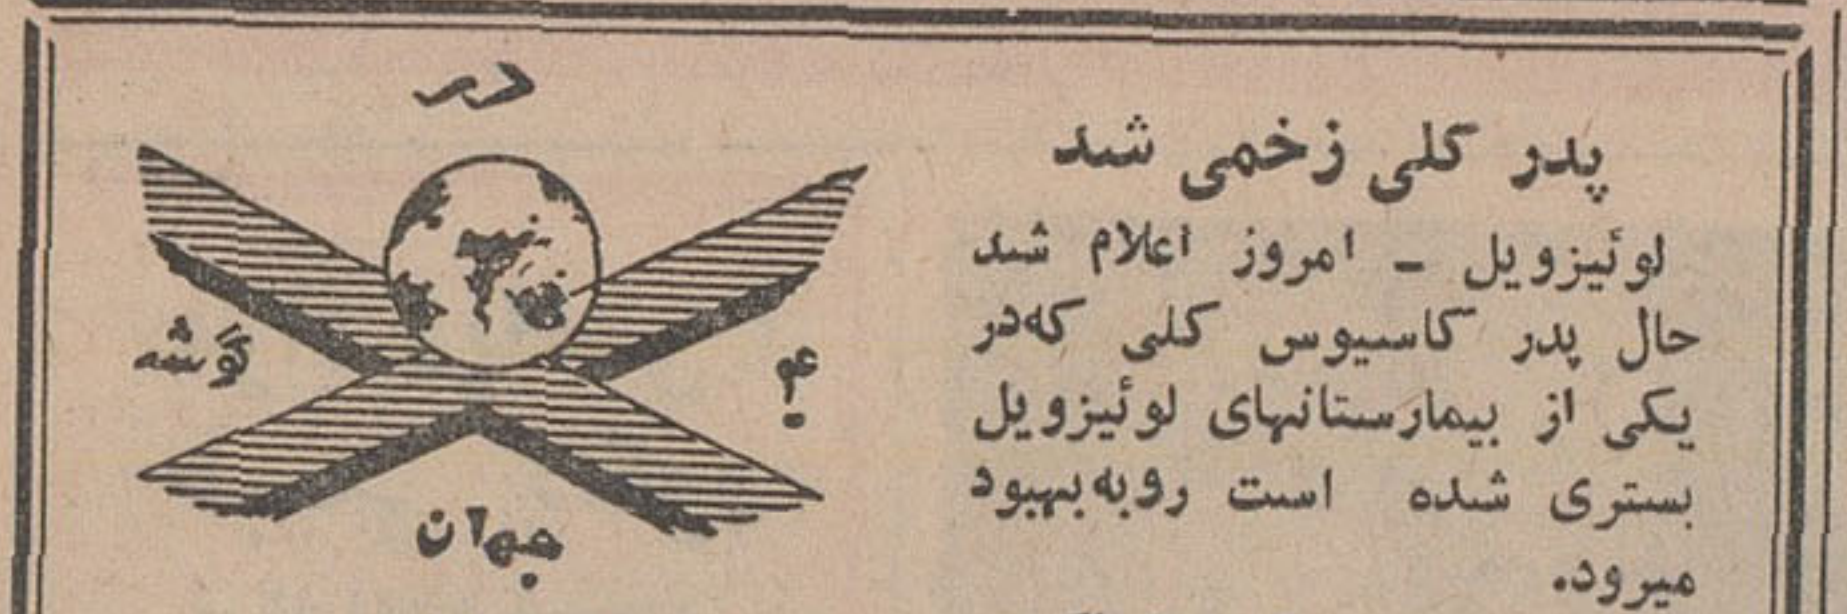 در
۴
گوشه
جهان
پدر کلی زخمی شد
لوئیزویل - امروز اعلام شد
حال پدر کاسیوس کلی که‌در
یکی از بیمارستانهای لوئیزویل
بستری شده است روبه‌بهبود
میرود.